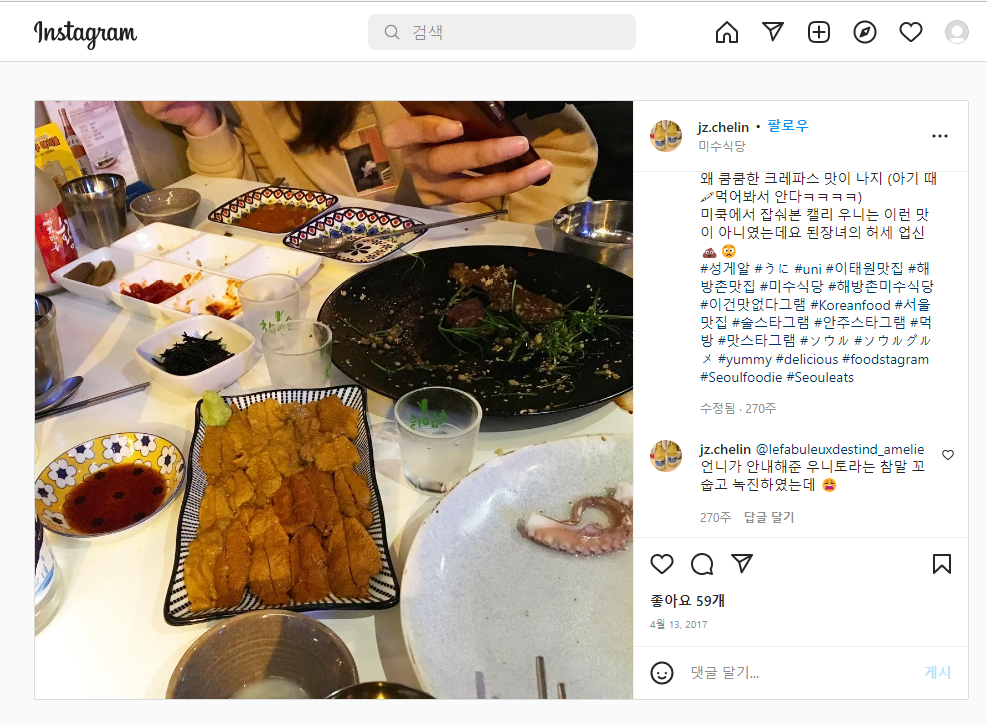 Instagram
검색
jz.chelin • 팔로우
미수식당
왜 쿰쿰한 크레파스 맛이 나지 (아기 때
🖍먹어봐서 안다ㅋㅋㅋㅋ)
미국에서 잡숴본 캘리 우니는 이런 맛
이 아니였는데요 된장녀의 허세 업신
💩 😨
#성게알 #うに #uni #이태원맛집 #해
방촌맛집 #미수식당 #해방촌미수식당
#이건맛없다그램 #Koreanfood #서울
맛집 #술스타그램 #안주스타그램 #먹
방 #맛스타그램 #ソウル #ソウルグル
メ #yummy #delicious #foodstagram
#Seoulfoodie #Seouleats
수정됨 · 270주
jz.chelin @lefabuleuxdestind_amelie
언니가 안내해준 우니토라는 참말 꼬
숩고 녹진하였는데 😩
270주 답글 달기
좋아요 59개
4월 13, 2017
댓글 달기...
게시